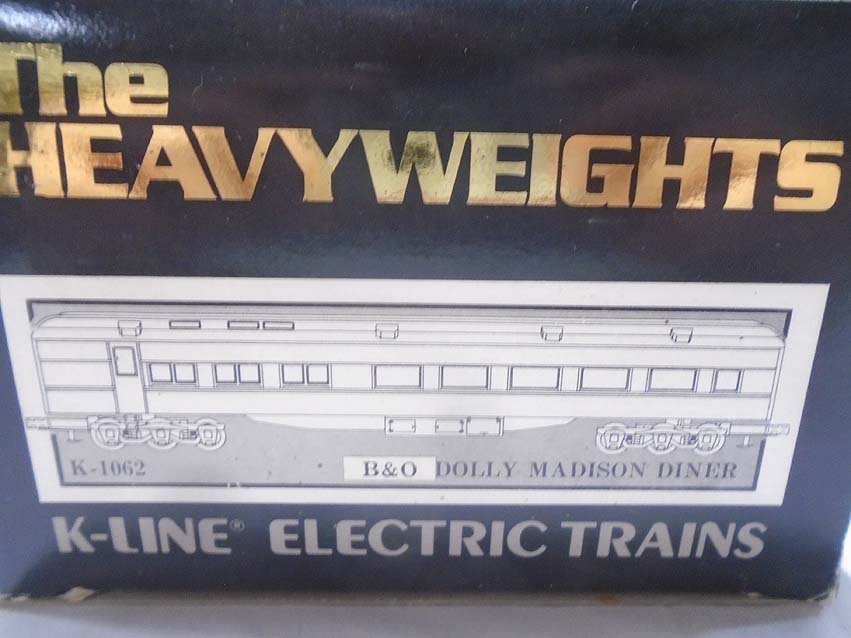 The
HEAVYWEIGHTS
K-1062 B&O DOLLY MADISON DINER
K-LINE® ELECTRIC TRAINS